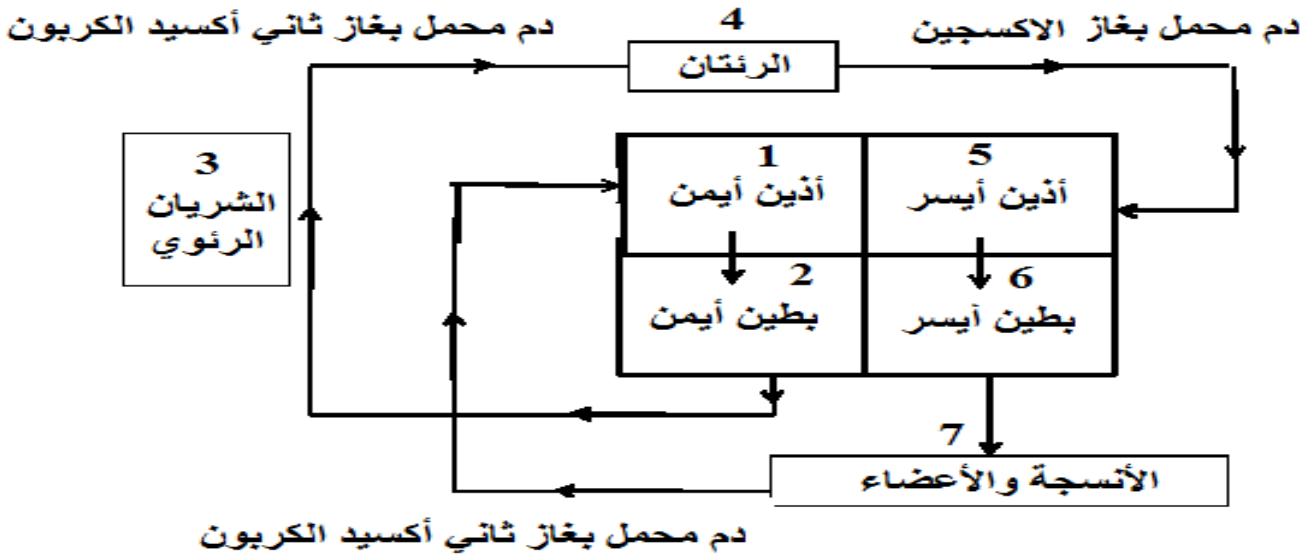 دم محمل بغاز الاكسجين
4
دم محمل بغاز ثاني أكسيد الكربون
الرئتان
5
1
3
أذين أيسر
أذين أيمن
الشريان
الرئوي
6
2
بطين أيسر
بطين أيمن
7
الأنسجة والأعضاء
دم محمل بغاز ثاني أكسيد الكربون